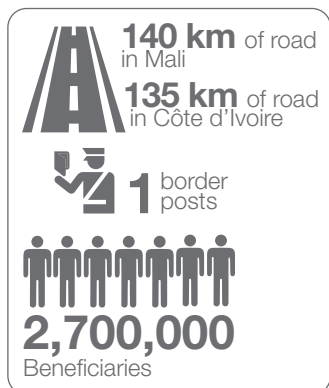 140 km of road
in Mali
135 km of road
in Côte d'Ivoire
1 border
posts
2,700,000
Beneficiaries